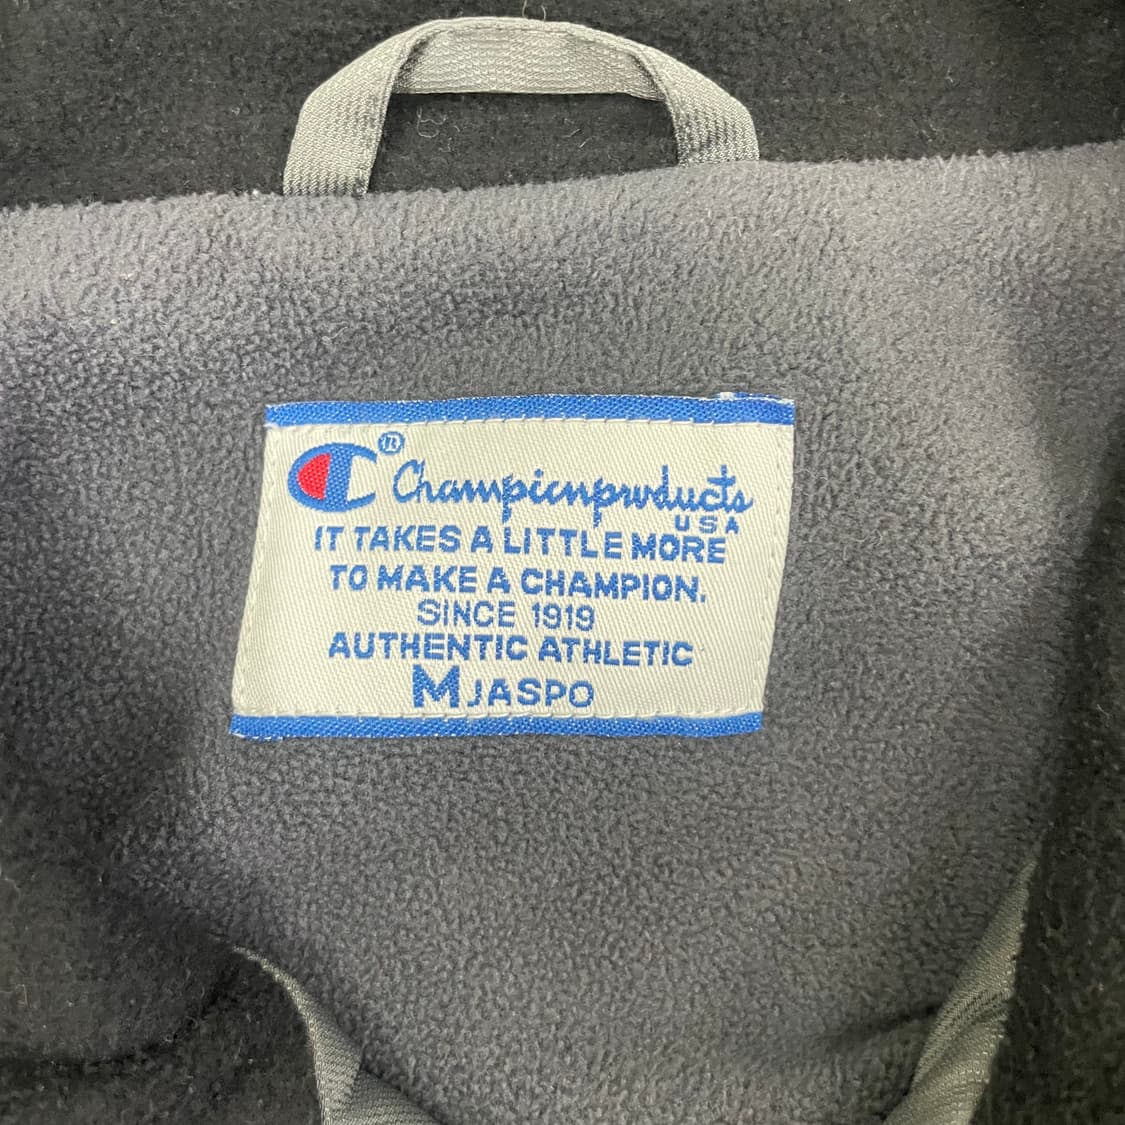 C® Championproducts
USA
IT TAKES A LITTLE MORE
TO MAKE A CHAMPION.
SINCE 1919
AUTHENTIC ATHLETIC
M JASPO